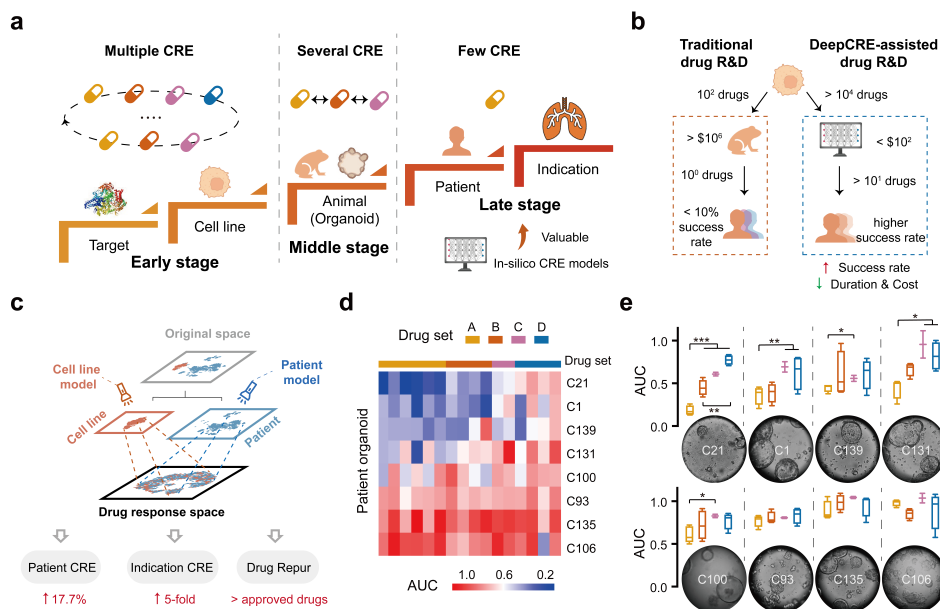 a
Multiple CRE
Several CRE
Few CRE
....
Target
Cell line
Early stage
Animal
(Organoid)
Middle stage
Patient
Indication
Late stage
Valuable
In-silico CRE models
b
Traditional
drug R&D
DeepCRE-assisted
drug R&D
10² drugs
> 10⁴ drugs
> $10⁶
< $10²
10⁰ drugs
> 10¹ drugs
< 10%
success
rate
higher
success rate
↑ Success rate
↓ Duration & Cost
c
Original space
Cell line
model
Patient
model
Cell line
Patient
Drug response space
Patient CRE
Indication CRE
Drug Repur
↑ 17.7%
↑ 5-fold
> approved drugs
d
Drug set
A
B
C
D
Drug set
Patient organoid
C21
C1
C139
C131
C100
C93
C135
C106
AUC
1.0
0.6
0.2
e
AUC
1.0
0.5
0.0
***
**
**
*
*
C21
C1
C139
C131
AUC
1.0
0.5
0.0
*
C100
C93
C135
C106